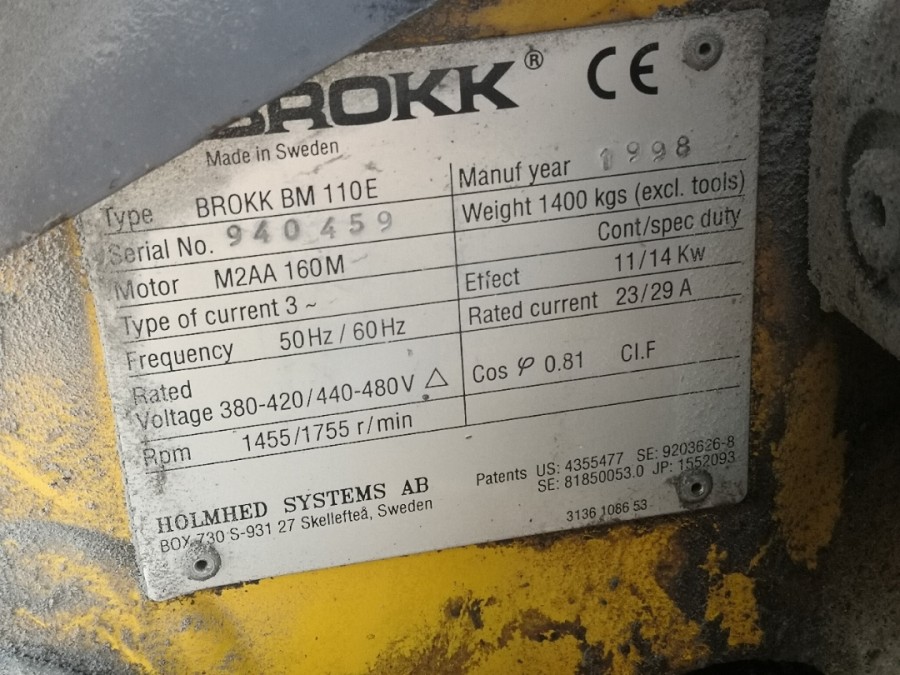 BROKK® CE
Made in Sweden
Type BROKK BM 110E
Manuf year 1998
Serial No. 940459
Weight 1400 kgs (excl. tools)
Motor M2AA 160M
Cont/spec duty
Type of current 3 ~
Effect 11/14 Kw
Frequency 50Hz / 60Hz
Rated current 23/29 A
Rated
Voltage 380-420/440-480V △
Cos φ 0.81 Cl.F
Rpm 1455/1755 r/min
HOLMHED SYSTEMS AB
BOX 730 S-931 27 Skellefteå, Sweden
Patents US: 4355477 SE: 9203626-8
SE: 81850053.0 JP: 1552093
3136 1086 53